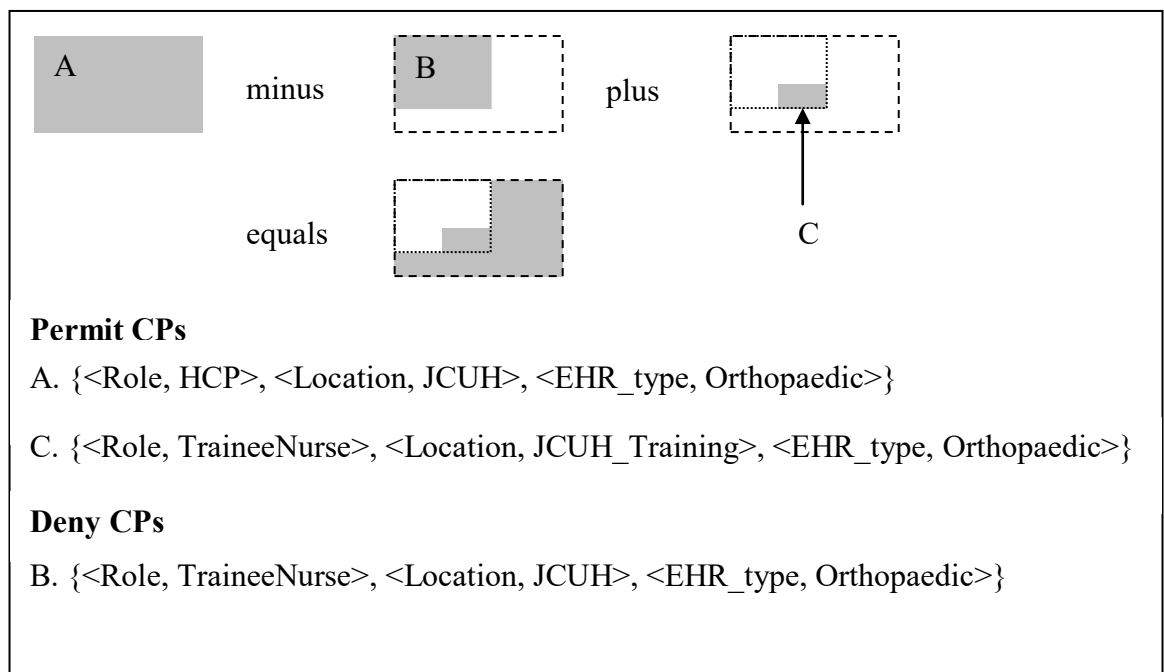 A minus B plus
equals C
Permit CPs
A. {<Role, HCP>, <Location, JCUH>, <EHR_type, Orthopaedic>}
C. {<Role, TraineeNurse>, <Location, JCUH_Training>, <EHR_type, Orthopaedic>}
Deny CPs
B. {<Role, TraineeNurse>, <Location, JCUH>, <EHR_type, Orthopaedic>}